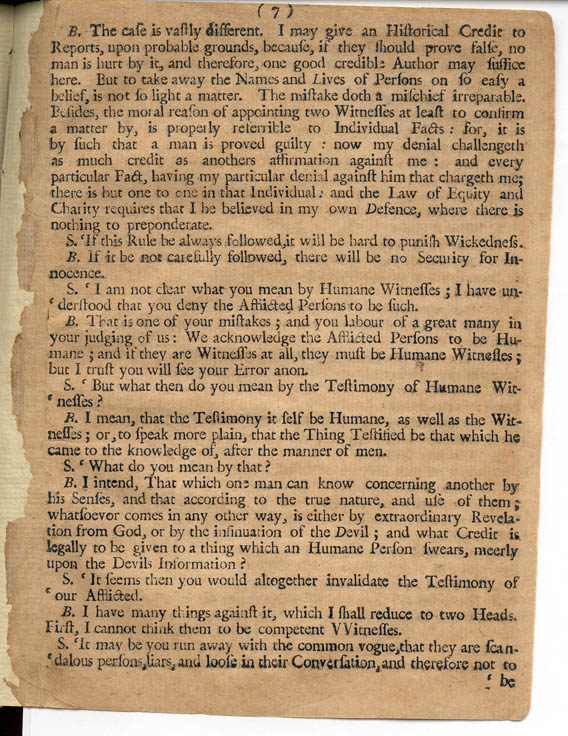 ( 7 )
B. The caſe is vaſtly different. I may give an Hiſtorical Credit to
Reports, upon probable grounds, becauſe, if they ſhould prove falſe, no
man is hurt by it, and therefore, one good credible Author may ſuffice
here. But to take away the Names and Lives of Perſons on ſo eaſy a
belief, is not ſo light a matter. The miſtake doth a miſchief irreparable.
Beſides, the moral reaſon of appointing two Witneſſes at leaſt to confirm
a matter by, is properly referrible to Individual Facts : for, it is
by ſuch that a man is proved guilty : now my denial challengeth
as much credit as anothers affirmation againſt me : and every
particular Fact, having my particular denial againſt him that chargeth me;
there is but one to one in that Individual: and the Law of Equity and
Charity requires that I be believed in my own Defence, where there is
nothing to preponderate.
S. ‘If this Rule be always followed,it will be hard to puniſh Wickedneſs.
B. If it be not carefully followed, there will be no Security for In-
nocence.
S. ‘ I am not clear what you mean by Humane Witneſſes ; I have un-
‘ derſtood that you deny the Afflicted Perſons to be ſuch.
B. That is one of your miſtakes ; and you labour of a great many in
your judging of us : We acknowledge the Afflicted Perſons to be Hu-
mane ; and if they are Witneſſes at all, they muſt be Humane Witneſſes ;
but I truſt you will ſee your Error anon.
S. ‘ But what then do you mean by the Teſtimony of Humane Wit-
‘ neſſes ?
B. I mean, that the Teſtimony it ſelf be Humane, as well as the Wit-
neſſes ; or, to ſpeak more plain, that the Thing Teſtified be that which he
came to the knowledge of, after the manner of men.
S. ‘ What do you mean by that ?
B. I intend, That which one man can know concerning another by
his Senſes, and that according to the true nature, and uſe of them ;
whatſoever comes in any other way, is either by extraordinary Revela-
tion from God, or by the inſinuation of the Devil ; and what Credit is
legally to be given to a thing which an Humane Perſon ſwears, meerly
upon the Devils Information ?
S. ‘ It ſeems then you would altogether invalidate the Teſtimony of
‘ our Afflicted.
B. I have many things againſt it, which I ſhall reduce to two Heads.
Firſt, I cannot think them to be competent VVitneſſes.
S. ‘It may be you run away with the common vogue,that they are ſcan-
‘ dalous perſons,liars, and looſe in their Converſation,and therefore not to
‘ be